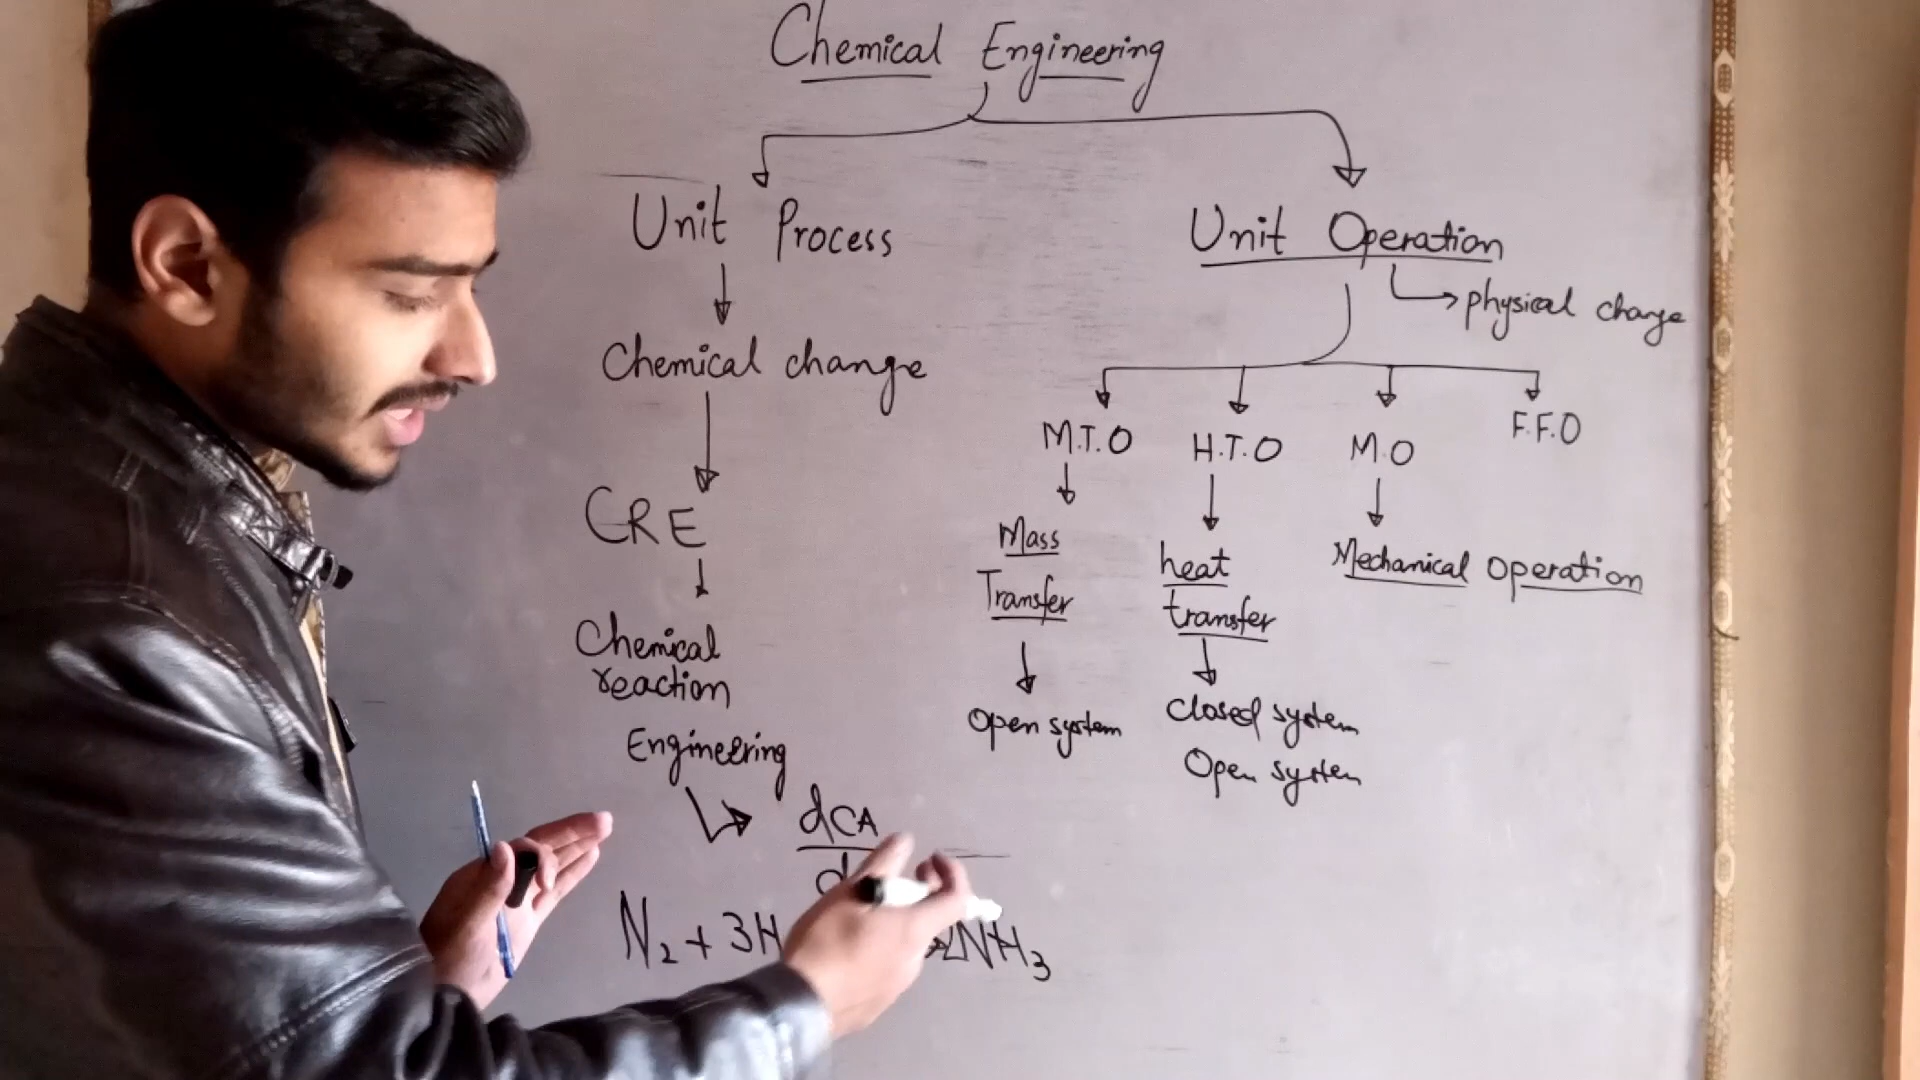 Chemical Engineering
Unit Process
Unit Operation
physical change
Chemical change
M.T.O
H.T.O
M.O
F.F.O
CRE
Mass
Transfer
heat
transfer
Mechanical Operation
Chemical
reaction
Engineering
Open system
Closed system
Open system
dCA
d
N2 + 3H
2NH3